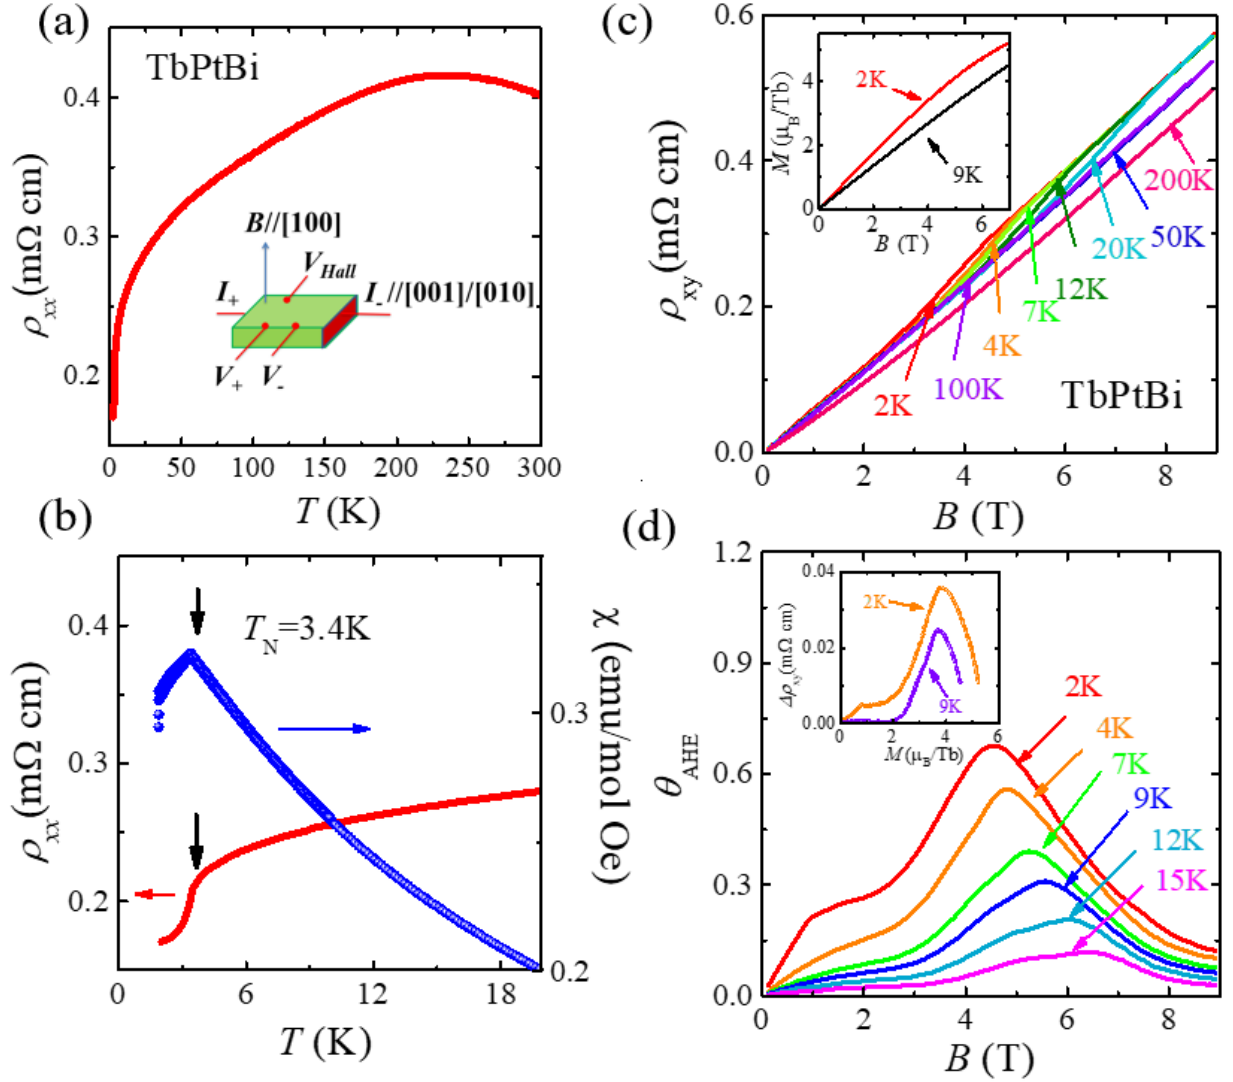 (a)
TbPtBi
ρxx(mΩ cm)
0.4
0.3
0.2
B//[100]
VHall
I+
I-//[001]/[010]
V+
V-
0
50
100
150
200
250
300
T (K)
(b)
TN=3.4K
ρxx(mΩ cm)
0.4
0.3
0.2
χ (emu/mol Oe)
0.3
0.2
0
6
12
18
T (K)
(c)
ρxy(mΩ cm)
0.6
0.4
0.2
0.0
M (μB/Tb)
4
2
0
2K
9K
0
2
4
6
B (T)
200K
50K
20K
12K
7K
4K
100K
2K
TbPtBi
0
2
4
6
8
B (T)
(d)
θAHE
1.2
0.9
0.6
0.3
0.0
Δρxy(mΩ cm)
0.04
0.02
0.00
2K
9K
0
2
4
6
M (μB/Tb)
2K
4K
7K
9K
12K
15K
0
2
4
6
8
B (T)